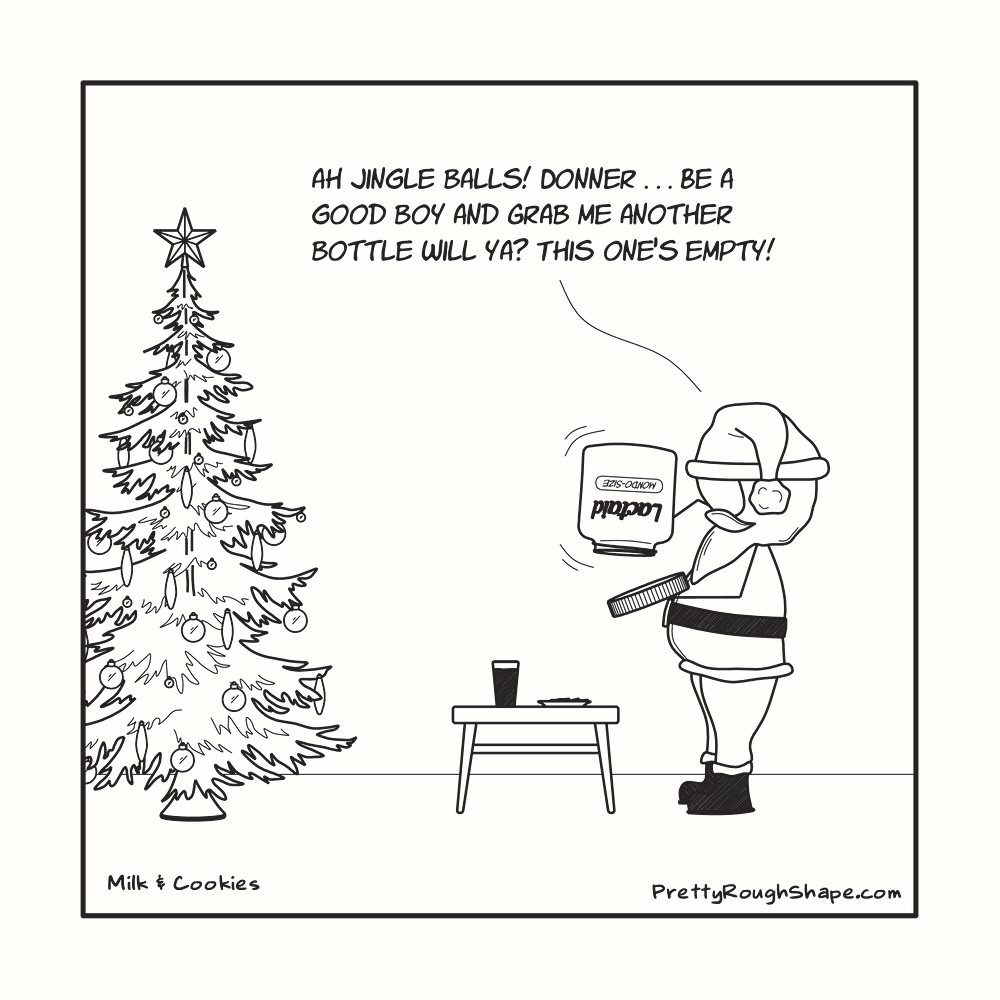 AH JINGLE BALLS! DONNER . . . BE A
GOOD BOY AND GRAB ME ANOTHER
BOTTLE WILL YA? THIS ONE'S EMPTY!
MONDO-SIZE
Lactaid
Milk & Cookies
PrettyRoughShape.com